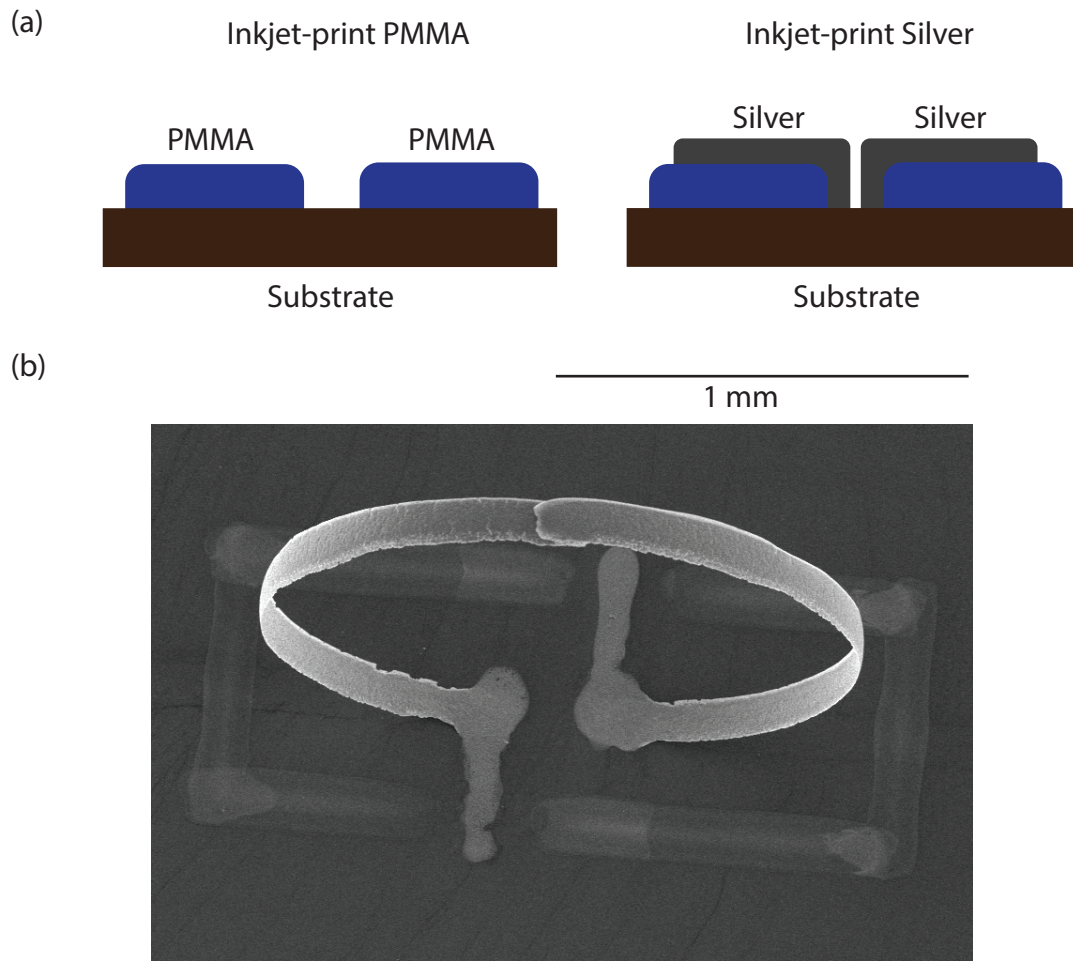 (a)
Inkjet-print PMMA
Inkjet-print Silver
PMMA
PMMA
Silver
Silver
Substrate
Substrate
(b)
1 mm